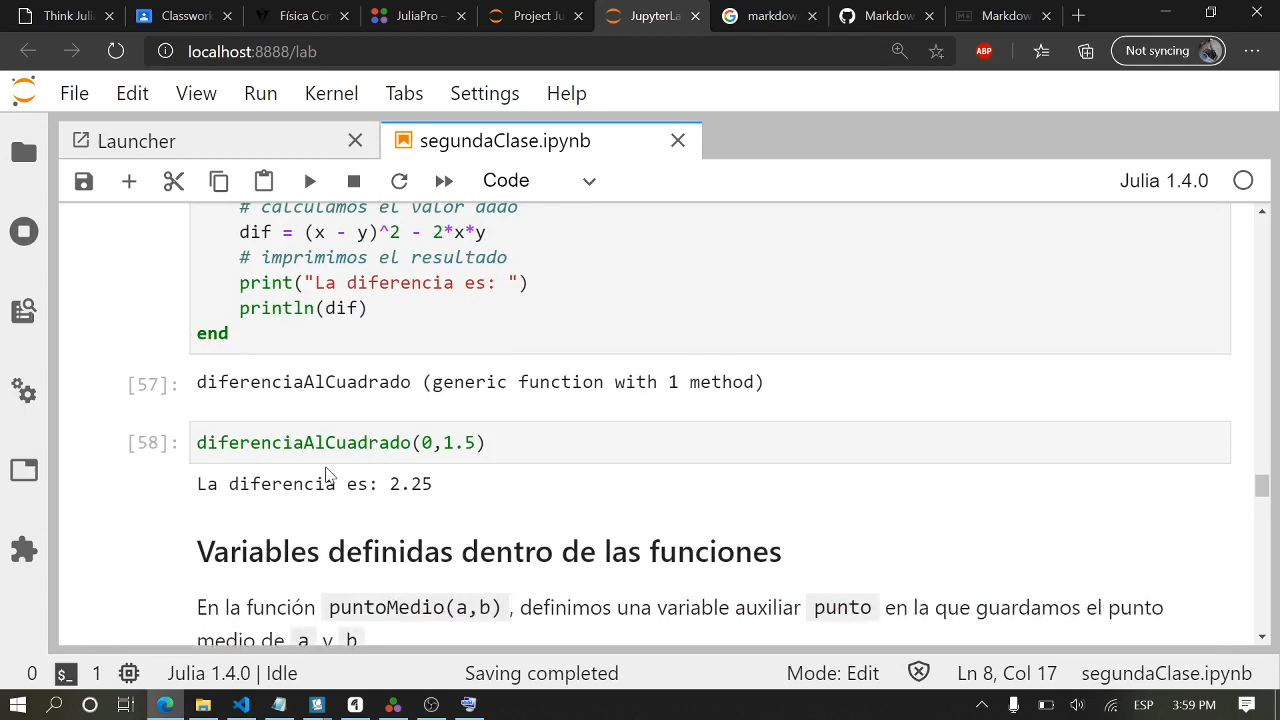 Think Juli
Classwork
Física Cor
JuliaPro –
Project Ju
JupyterLa
markdow
Markdow
Markdow
localhost:8888/lab
ABP
Not syncing
File Edit View Run Kernel Tabs Settings Help
Launcher
segundaClase.ipynb
Code
Julia 1.4.0
# calculamos el valor dado
dif = (x - y)^2 - 2*x*y
# imprimimos el resultado
print("La diferencia es: ")
println(dif)
end
[57]: diferenciaAlCuadrado (generic function with 1 method)
[58]: diferenciaAlCuadrado(0,1.5)
La diferencia es: 2.25
Variables definidas dentro de las funciones
En la función puntoMedio(a,b), definimos una variable auxiliar punto en la que guardamos el punto
medio de a y b
0 1 Julia 1.4.0 | Idle Saving completed Mode: Edit Ln 8, Col 17 segundaClase.ipynb
ESP 3:59 PM